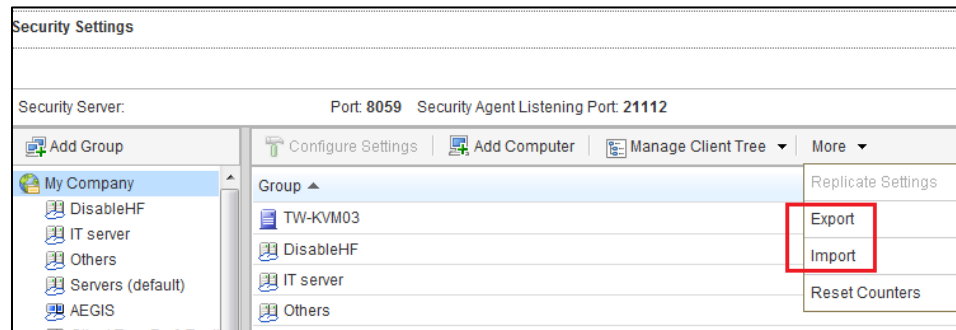 Security Settings
Security Server: Port: 8059 Security Agent Listening Port: 21112
Add Group Configure Settings Add Computer Manage Client Tree More
My Company
DisableHF
IT server
Others
Servers (default)
AEGIS
Group
TW-KVM03
DisableHF
IT server
Others
Replicate Settings
Export
Import
Reset Counters